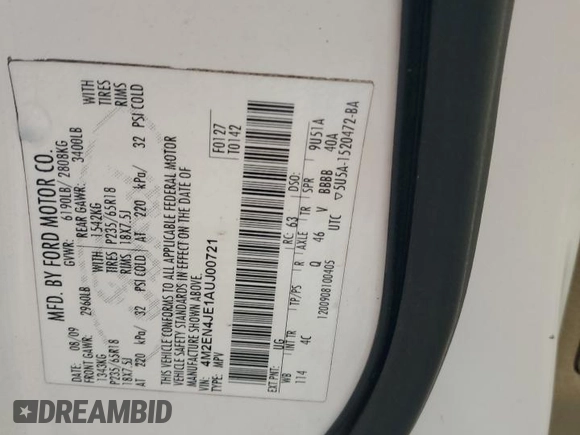 MFD. BY FORD MOTOR CO.
DATE: 08/09 GVWR: 6190LB/ 2808KG
FRONT GAWR: 2960LB REAR GAWR: 3400LB
1343KG WITH 1542KG WITH
P235/65R18 TIRES P235/65R18 TIRES
18X7.5J RIMS 18X7.5J RIMS
AT 220 kPa/ 32 PSI COLD AT 220 kPa/ 32 PSI COLD
THIS VEHICLE CONFORMS TO ALL APPLICABLE FEDERAL MOTOR
VEHICLE SAFETY STANDARDS IN EFFECT ON THE DATE OF
MANUFACTURE SHOWN ABOVE.
VIN: 4M2EN4JE1AUJ00721
TYPE: MPV
F0127
T0142
EXT PNT: UG RC: 63 DSO:
WB INT TR TP/PS R AXLE TR SPR 9U51A
114 4C Q 46 V BBBB 40A
1200908100405 UTC ▽5U5A-1520472-BA
DREAMBID